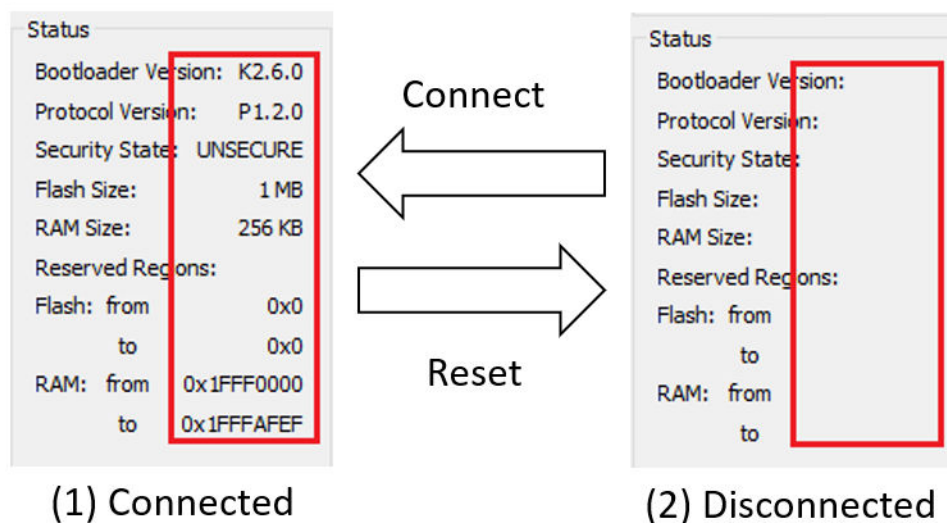 Status
Bootloader Version: K2.6.0
Protocol Version: P1.2.0
Security State: UNSECURE
Flash Size: 1 MB
RAM Size: 256 KB
Reserved Regions:
Flash: from 0x0
to 0x0
RAM: from 0x1FFF0000
to 0x1FFFAFEF
(1) Connected
Connect
Reset
Status
Bootloader Version:
Protocol Version:
Security State:
Flash Size:
RAM Size:
Reserved Regions:
Flash: from
to
RAM: from
to
(2) Disconnected